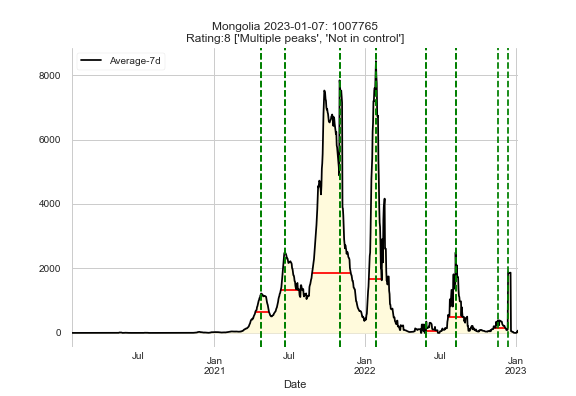 Mongolia 2023-01-07: 1007765
Rating:8 ['Multiple peaks', 'Not in control']
Average-7d
8000
6000
4000
2000
0
Jul
Jan
2021
Jul
Jan
2022
Jul
Jan
2023
Date